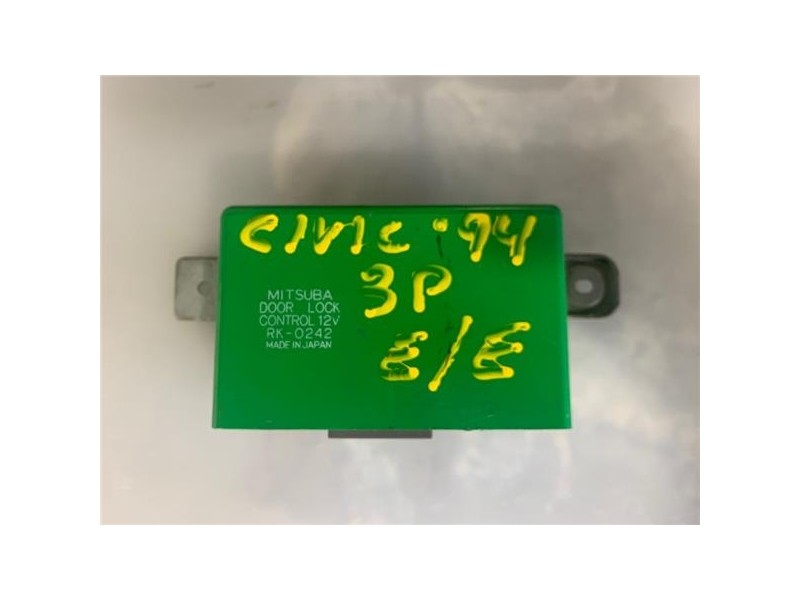 CIVIC '94
3P
E/E
MITSUBA
DOOR LOCK
CONTROL 12V
RK-0242
MADE IN JAPAN